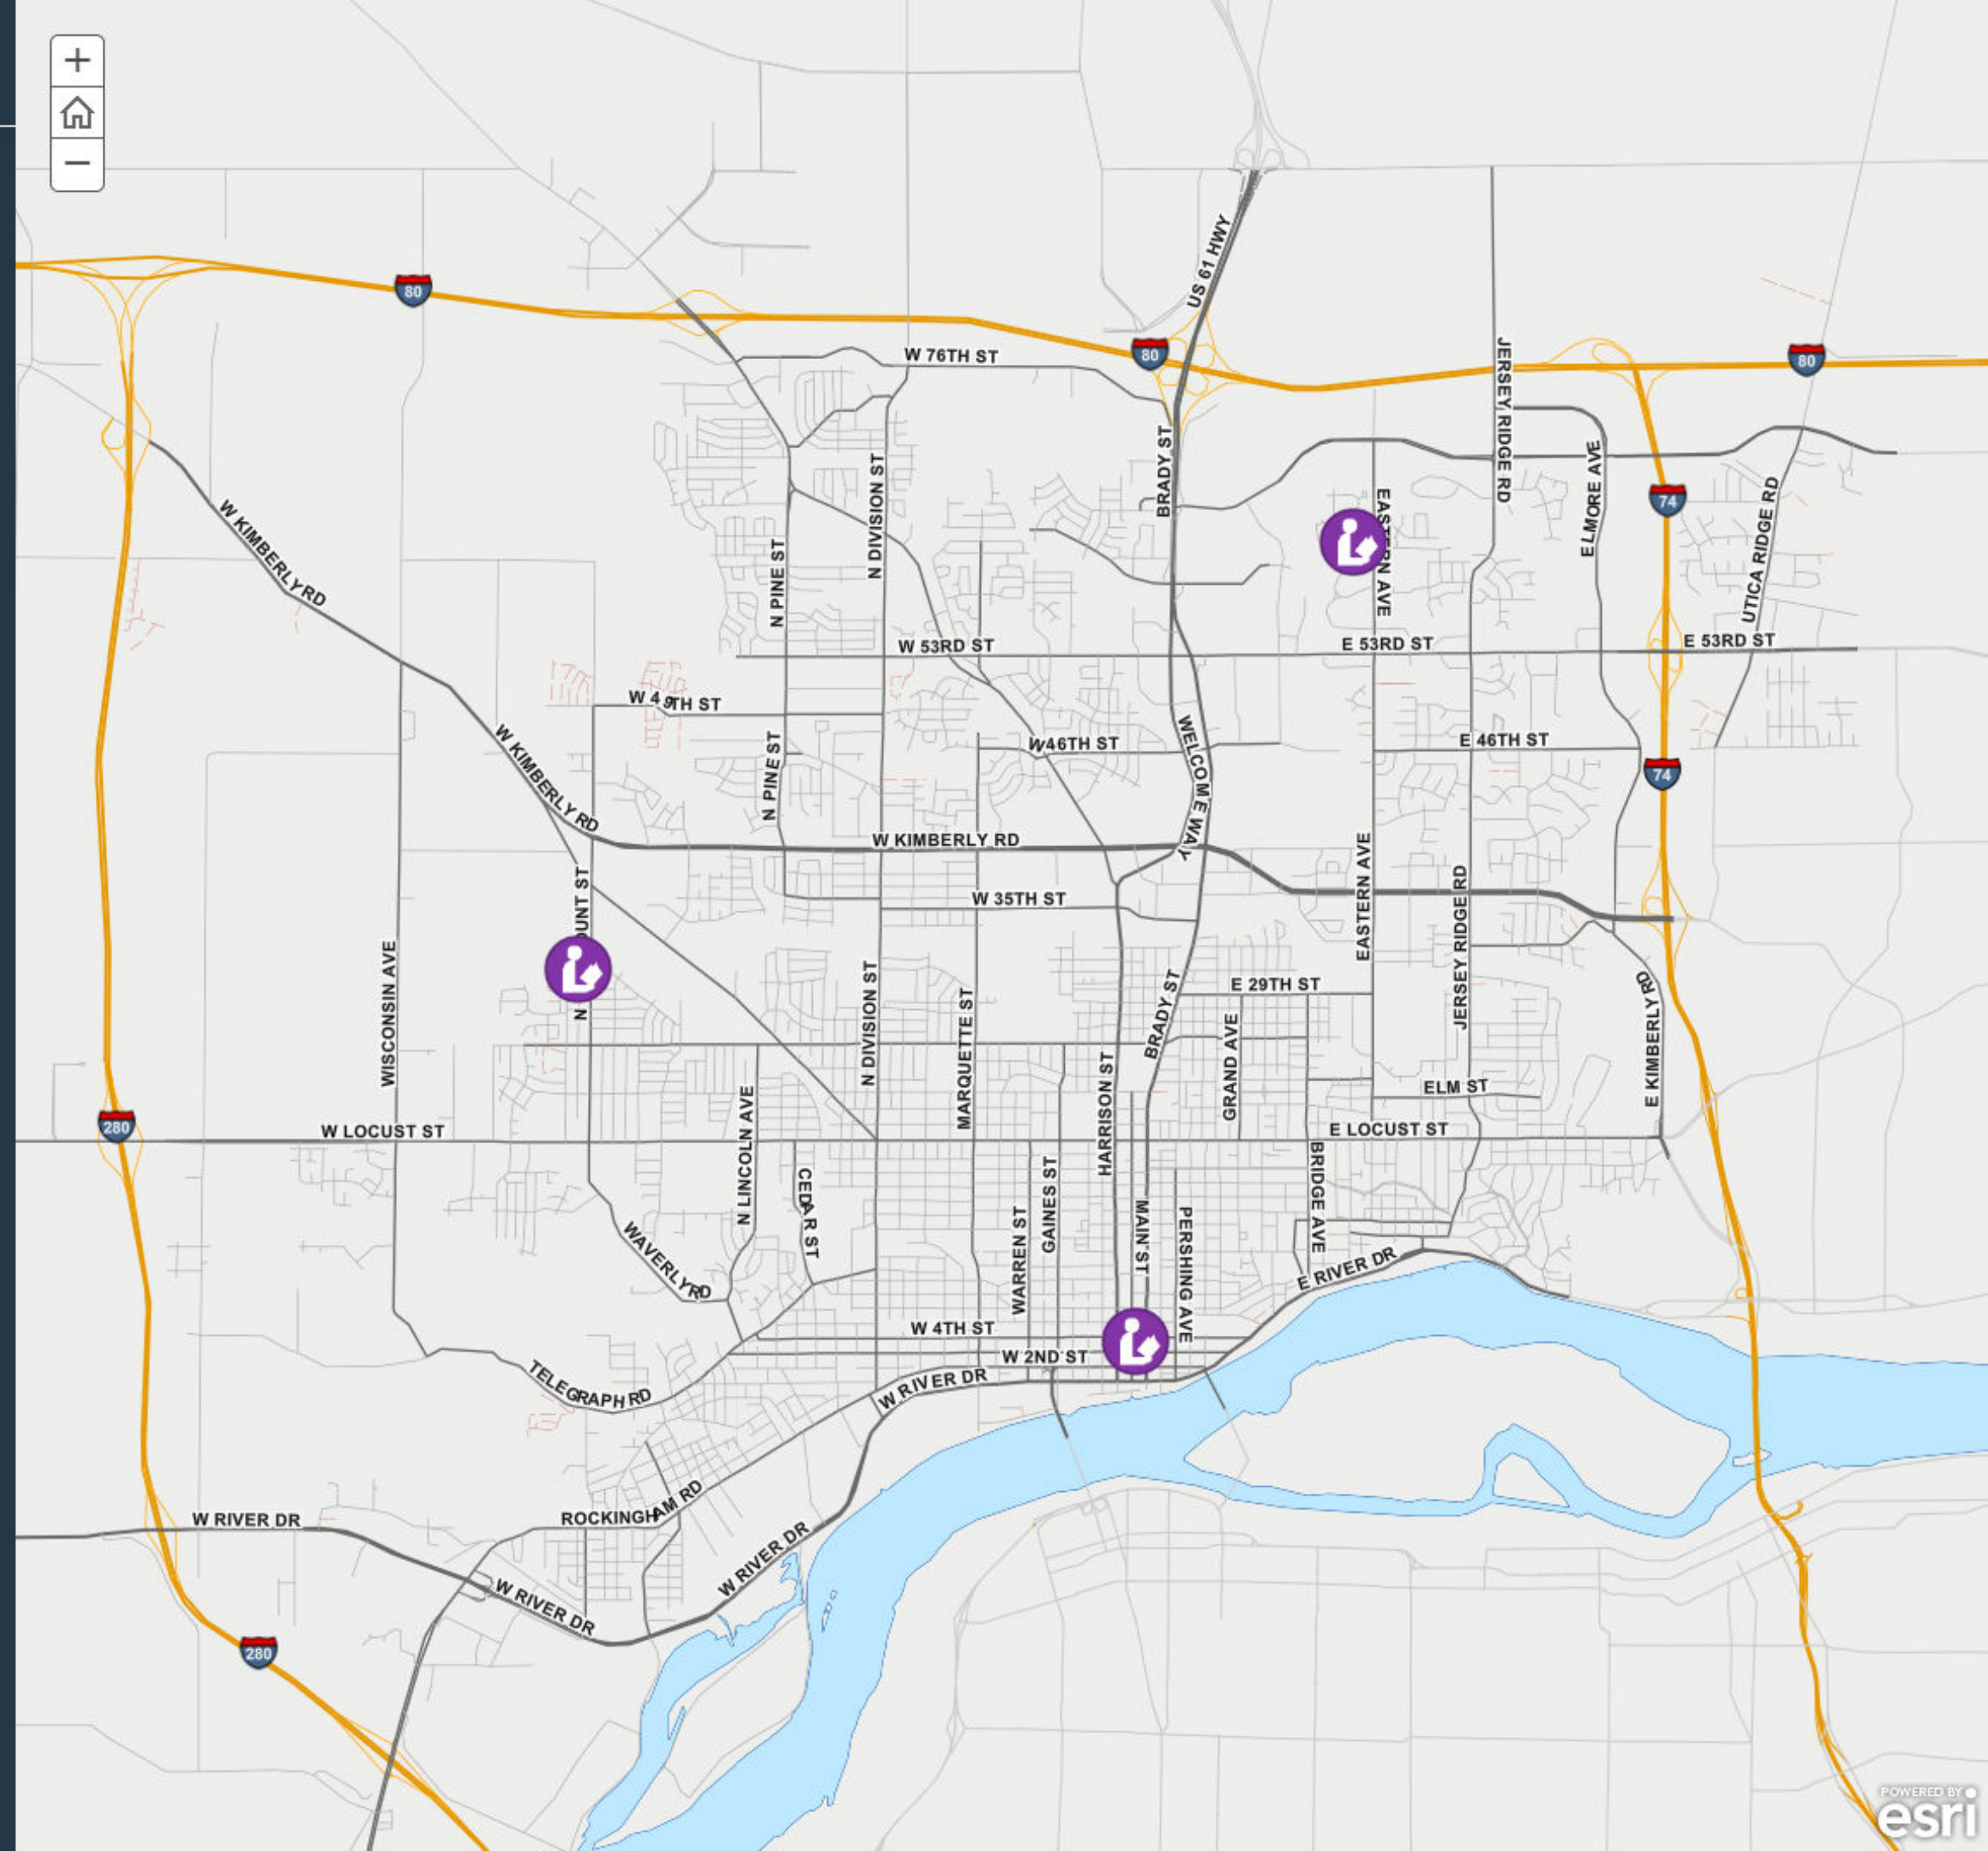 +
−
US 61 HWY
80
80
80
W 76TH ST
JERSEY RIDGE RD
BRADY ST
N DIVISION ST
E ELMORE AVE
UTICA RIDGE RD
EASTERN AVE
74
W KIMBERLY RD
N PINE ST
W 53RD ST
E 53RD ST
E 53RD ST
W 49TH ST
W 46TH ST
E 46TH ST
WELCOME WAY
N PINE ST
W KIMBERLY RD
74
W KIMBERLY RD
EASTERN AVE
JERSEY RIDGE RD
W 35TH ST
WISCONSIN AVE
N DIVISION ST
MARQUETTE ST
BRADY ST
E 29TH ST
GRAND AVE
E KIMBERLY RD
HARRISON ST
N LINCOLN AVE
ELM ST
280
W LOCUST ST
E LOCUST ST
CEDAR ST
WARREN ST
GAINES ST
MAIN ST
PERSHING AVE
BRIDGE AVE
WAVERLY RD
E RIVER DR
W 4TH ST
W 2ND ST
TELEGRAPH RD
W RIVER DR
ROCKINGHAM RD
W RIVER DR
W RIVER DR
W RIVER DR
280
POWERED BY
esri